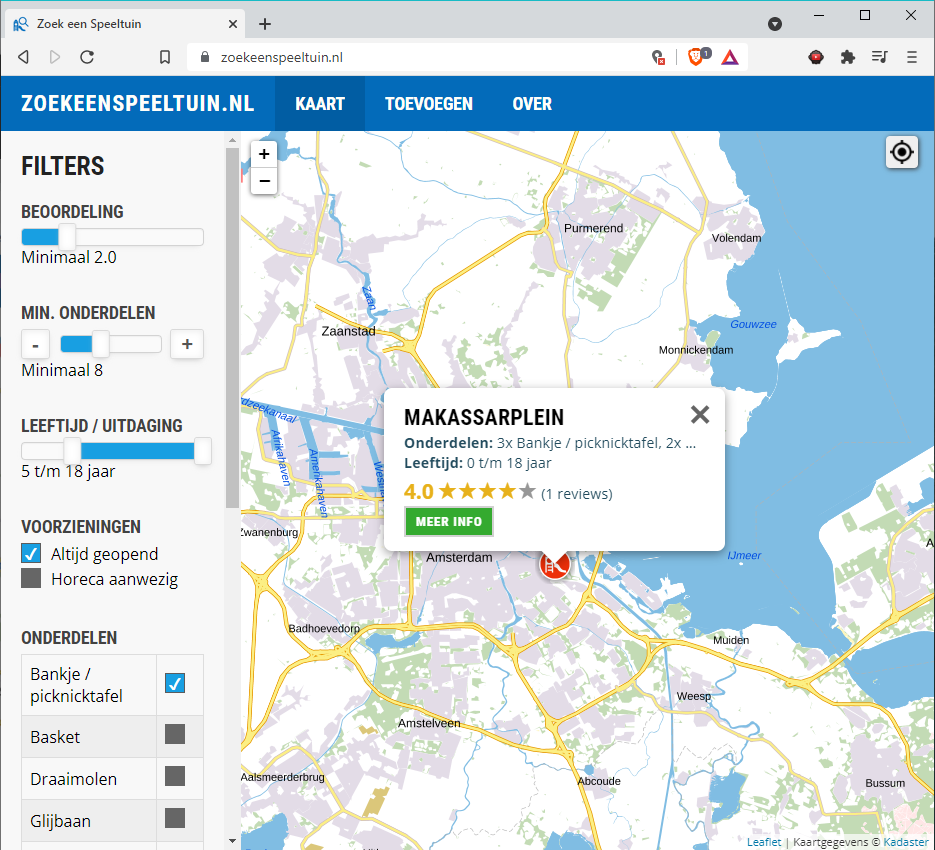 Zoek een Speeltuin
zoekeenspeeltuin.nl
1
ZOEKEENSPEELTUIN.NL
KAART
TOEVOEGEN
OVER
FILTERS
BEOORDELING
Minimaal 2.0
MIN. ONDERDELEN
-
+
Minimaal 8
LEEFTIJD / UITDAGING
5 t/m 18 jaar
VOORZIENINGEN
Altijd geopend
Horeca aanwezig
ONDERDELEN
Bankje /
picknicktafel
Basket
Draaimolen
Glijbaan
+
−
Purmerend
Volendam
Zaan
Zaanstad
Gouwzee
Monnickendam
rdzeekanaal
Afrikahaven
Amerikahaven
Westh
MAKASSARPLEIN
Onderdelen: 3x Bankje / picknicktafel, 2x ...
Leeftijd: 0 t/m 18 jaar
4.0 ★★★★★ (1 reviews)
MEER INFO
Zwanenburg
Amsterdam
IJmeer
A
Badhoevedorp
Muiden
Weesp
Amstelveen
Aalsmeerderbrug
Abcoude
Bussum
Leaflet | Kaartgegevens © Kadaster